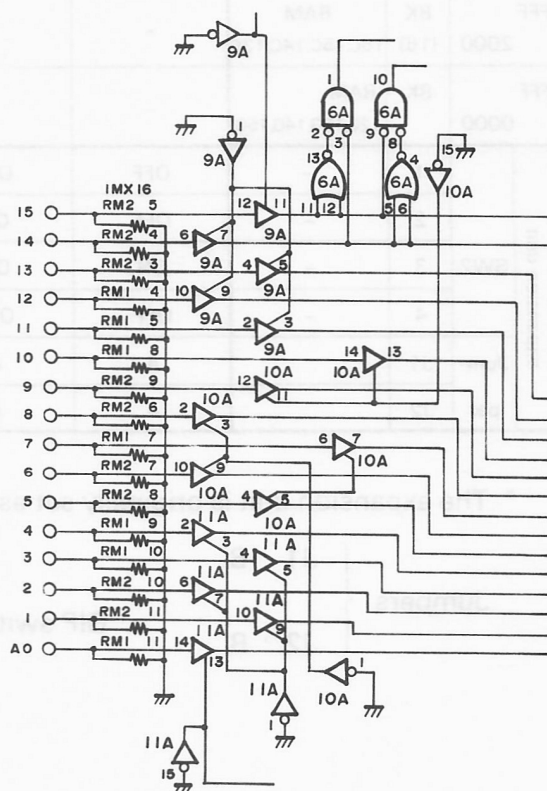 9A
9A
1
1 10
6A 6A
2 3 9 8
13 4
6A 6A
15
10A
1MX16
11 12 5 6
15 RM2 5 12 11
9A
14 RM2 4 6 7
9A
13 RM2 3 4 5
9A
12 RM1 4 10
9A
11 RM1 5 2 3
9A
10 RM1 8 14 13
10A
9 RM2 9 12 11
10A
8 RM2 6 2 3
10A
7 RM1 7 6 7
10A
6 RM2 7 10 9
10A
5 RM2 8 4 5
10A
4 RM1 9 2 3
11A
3 RM1 10 4 5
11A
2 RM2 10 6 7
11A
1 RM2 11 10 9
11A
A0 RM1 11 14 13
11A
1
10A
11A
1
11A
15